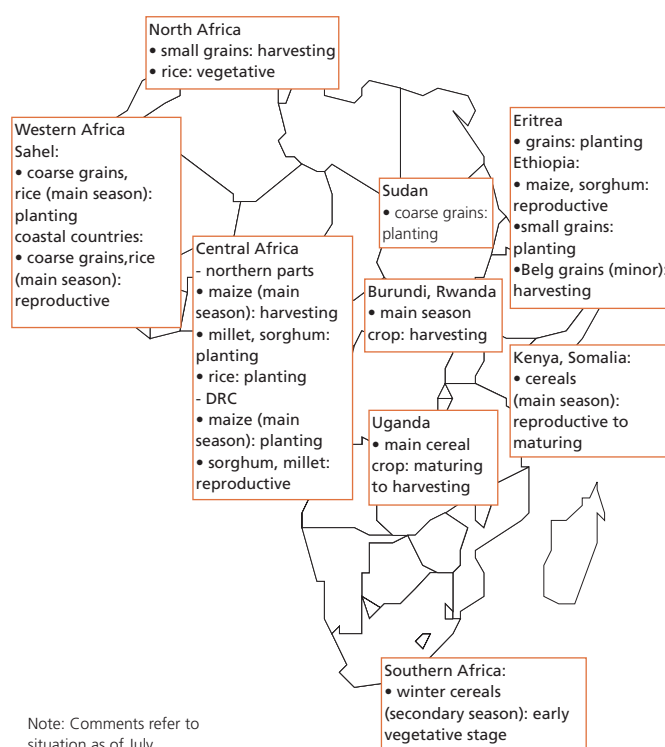 North Africa
• small grains: harvesting
• rice: vegetative
Western Africa
Sahel:
• coarse grains,
rice (main season):
planting
coastal countries:
• coarse grains,rice
(main season):
reproductive
Eritrea
• grains: planting
Ethiopia:
• maize, sorghum:
reproductive
•small grains:
planting
•Belg grains (minor):
harvesting
Sudan
• coarse grains:
planting
Central Africa
- northern parts
• maize (main
season): harvesting
• millet, sorghum:
planting
• rice: planting
- DRC
• maize (main
season): planting
• sorghum, millet:
reproductive
Burundi, Rwanda
• main season
crop: harvesting
Kenya, Somalia:
• cereals
(main season):
reproductive to
maturing
Uganda
• main cereal
crop: maturing
to harvesting
Southern Africa:
• winter cereals
(secondary season): early
vegetative stage
Note: Comments refer to
situation as of July.